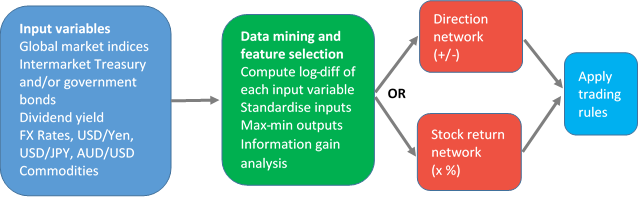 Input variables
Global market indices
Intermarket Treasury
and/or government
bonds
Dividend yield
FX Rates, USD/Yen,
USD/JPY, AUD/USD
Commodities
Data mining and
feature selection
Compute log-diff of
each input variable
Standardise inputs
Max-min outputs
Information gain
analysis
OR
Direction
network
(+/-)
Stock return
network
(x %)
Apply
trading
rules